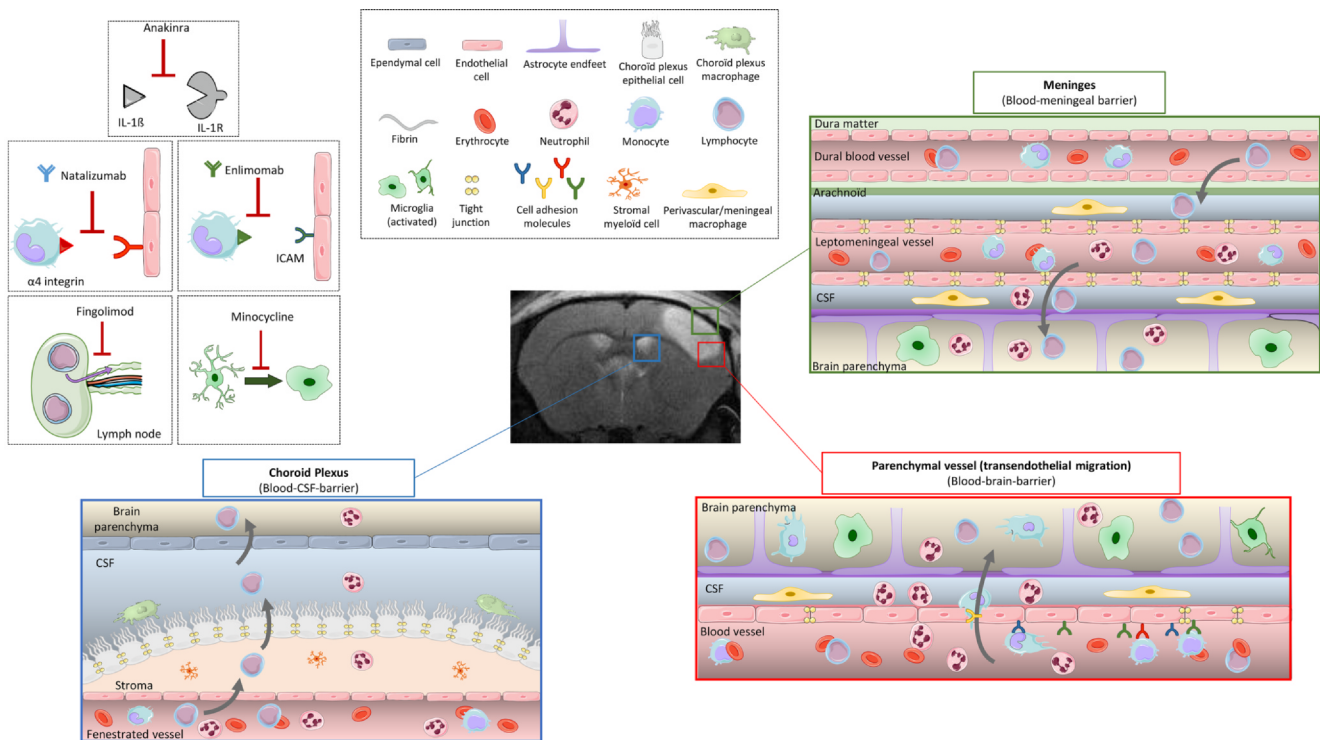 Anakinra
IL-1ß
IL-1R
Natalizumab
α4 integrin
Enlimomab
ICAM
Fingolimod
Lymph node
Minocycline
Ependymal cell
Endothelial
cell
Astrocyte endfeet
Choroïd plexus
epithelial cell
Choroïd plexus
macrophage
Fibrin
Erythrocyte
Neutrophil
Monocyte
Lymphocyte
Microglia
(activated)
Tight
junction
Cell adhesion
molecules
Stromal
myeloid cell
Perivascular/meningeal
macrophage
Meninges
(Blood-meningeal barrier)
Dura matter
Dural blood vessel
Arachnoïd
Leptomeningeal vessel
CSF
Brain parenchyma
Choroid Plexus
(Blood-CSF-barrier)
Brain
parenchyma
CSF
Stroma
Fenestrated vessel
Parenchymal vessel (transendothelial migration)
(Blood-brain-barrier)
Brain parenchyma
CSF
Blood vessel